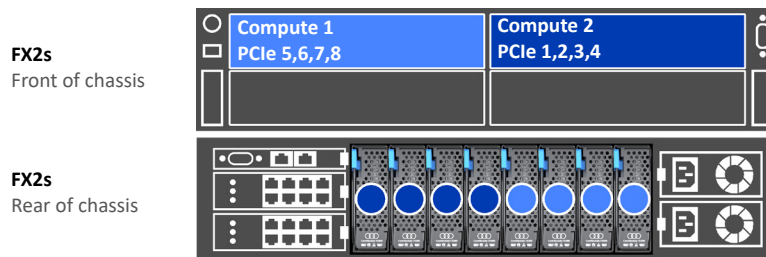 FX2s
Front of chassis
Compute 1
PCIe 5,6,7,8
Compute 2
PCIe 1,2,3,4
FX2s
Rear of chassis